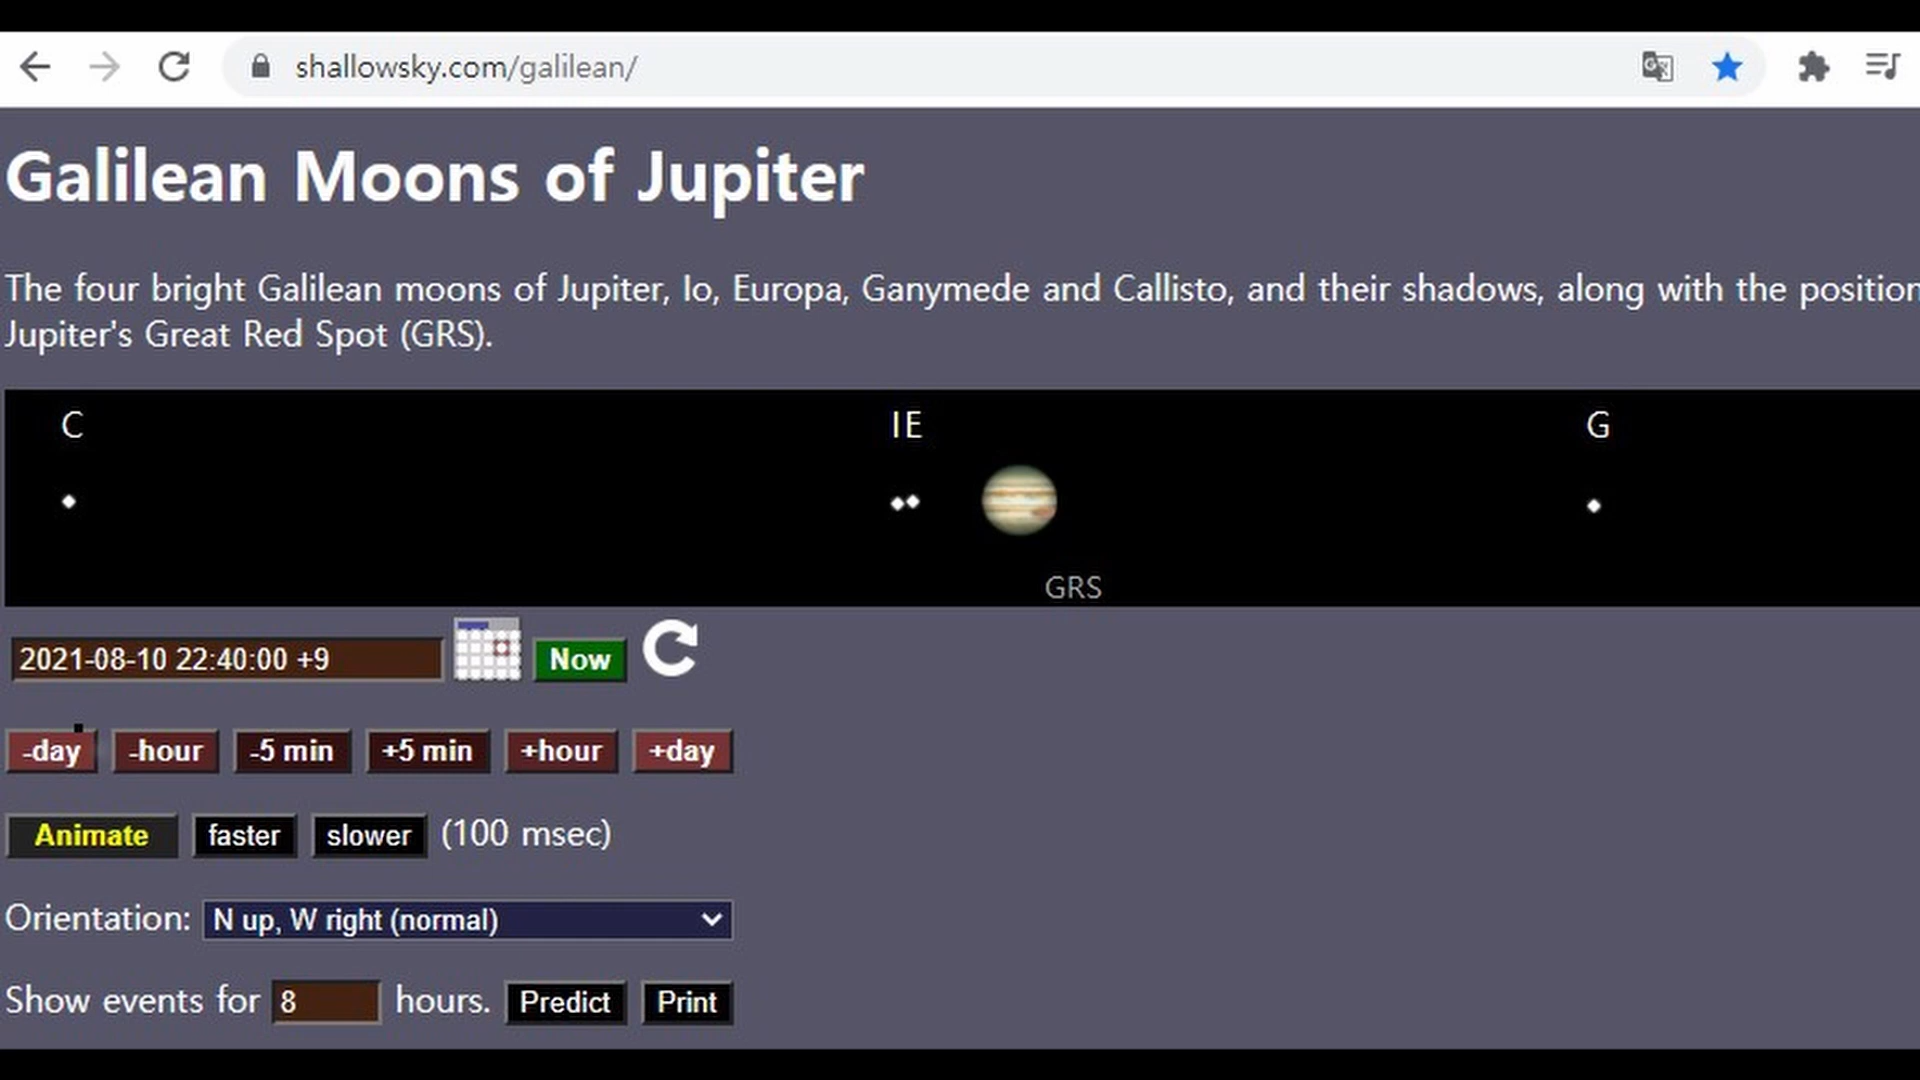 shallowsky.com/galilean/
Galilean Moons of Jupiter
The four bright Galilean moons of Jupiter, Io, Europa, Ganymede and Callisto, and their shadows, along with the position
Jupiter's Great Red Spot (GRS).
C IE G
GRS
2021-08-10 22:40:00 +9 Now
-day -hour -5 min +5 min +hour +day
Animate faster slower (100 msec)
Orientation: N up, W right (normal)
Show events for 8 hours. Predict Print